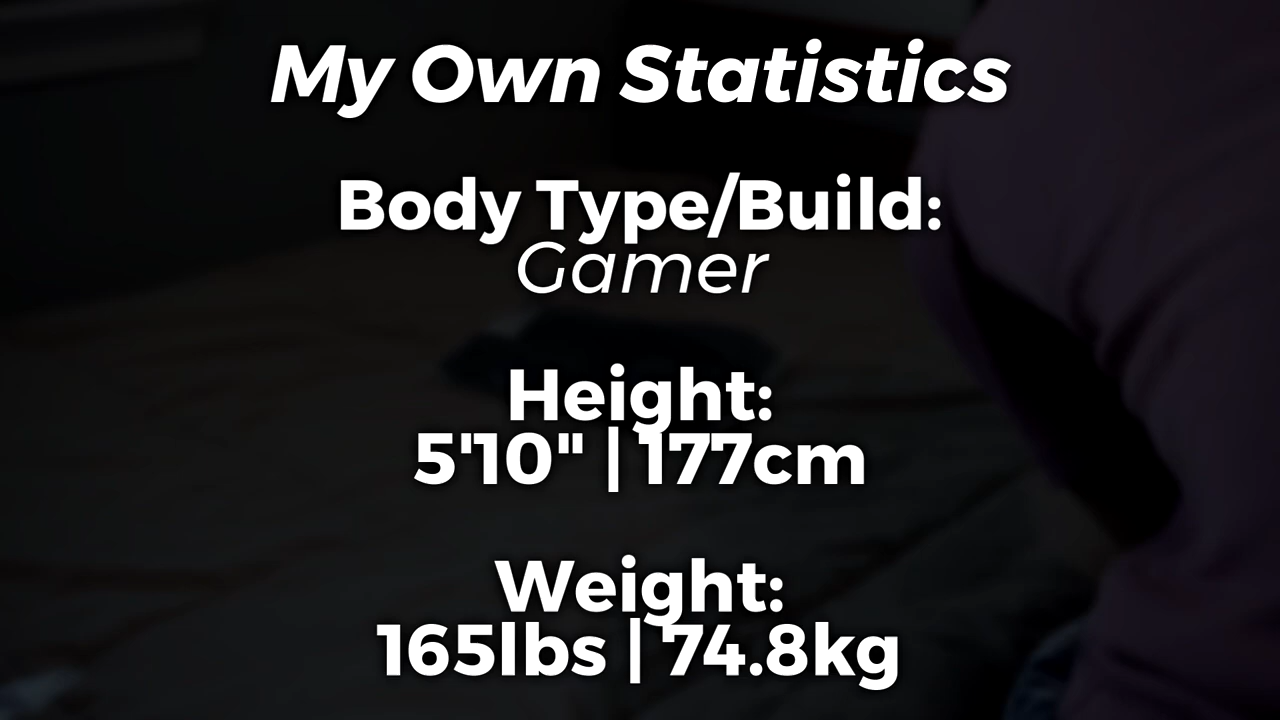 My Own Statistics
Body Type/Build:
Gamer
Height:
5'10" | 177cm
Weight:
165lbs | 74.8kg